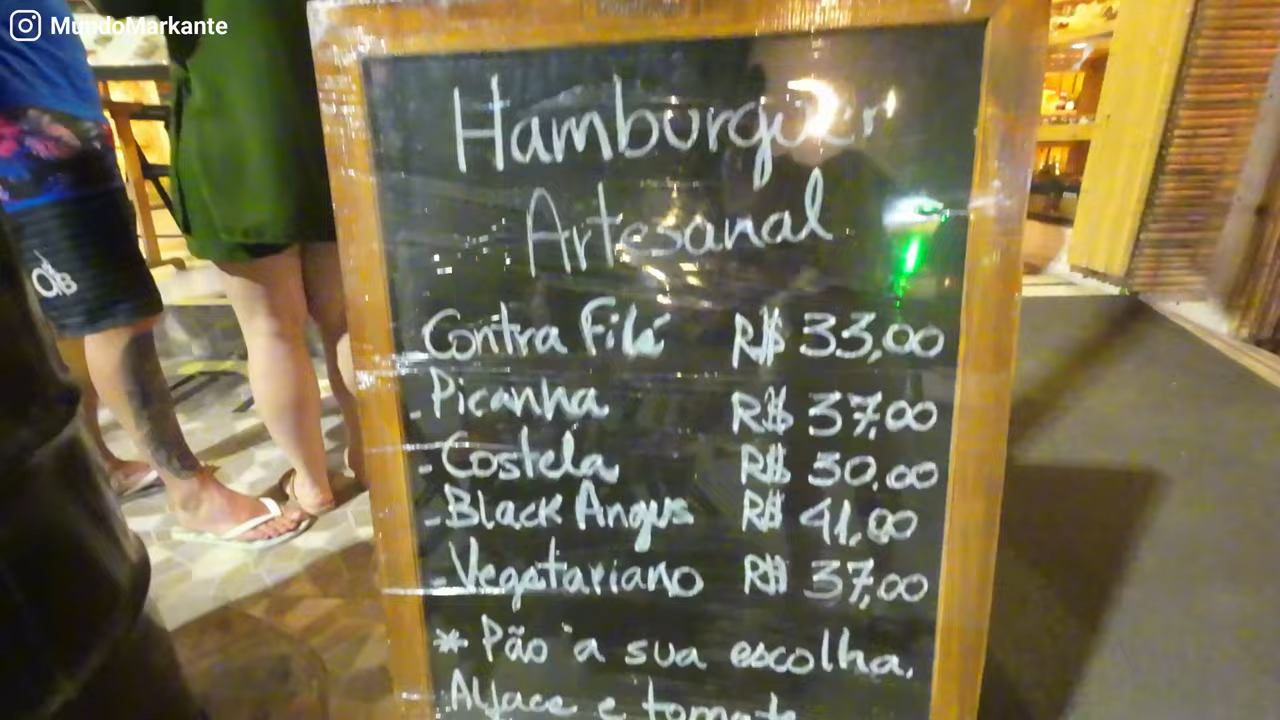 MundoMarkante
Hamburguer
Artesanal
Contra Filé R$ 33,00
- Picanha R$ 37,00
- Costela R$ 30,00
- Black Angus R$ 41,00
- Vegetariano R$ 37,00
* Pão à sua escolha.
Alface e tomate